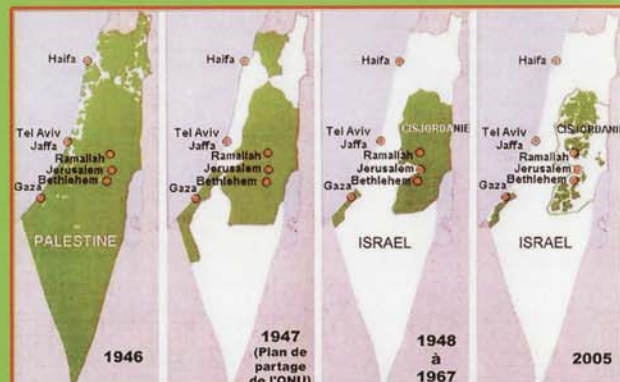 Haifa
Tel Aviv
Jaffa
Ramallah
Jerusalem
Bethlehem
Gaza
PALESTINE
1946
Haifa
Tel Aviv
Jaffa
Ramallah
Jerusalem
Bethlehem
Gaza
1947
(Plan de
partage
de l'ONU)
Haifa
CISJORDANIE
Tel Aviv
Jaffa
Ramallah
Jerusalem
Bethlehem
Gaza
ISRAEL
1948
à
1967
Haifa
CISJORDANIE
Tel Aviv
Jaffa
Ramallah
Jerusalem
Bethlehem
Gaza
ISRAEL
2005